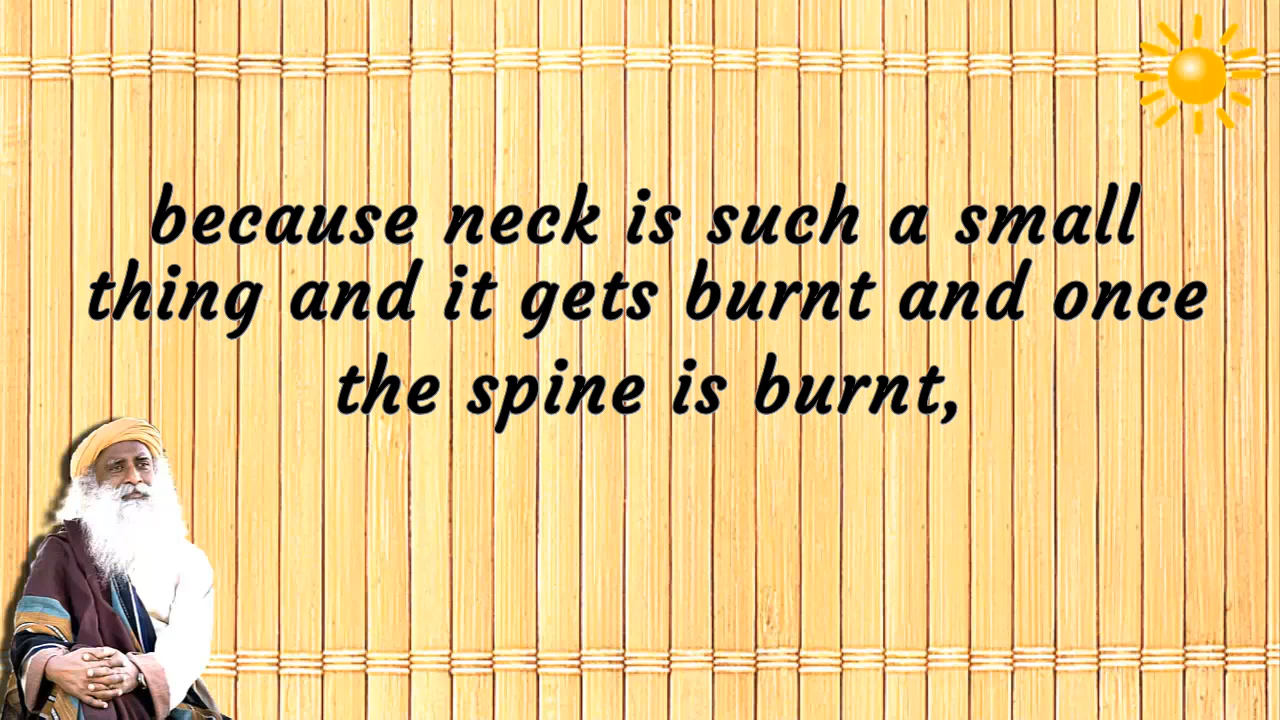 because neck is such a small
thing and it gets burnt and once
the spine is burnt,